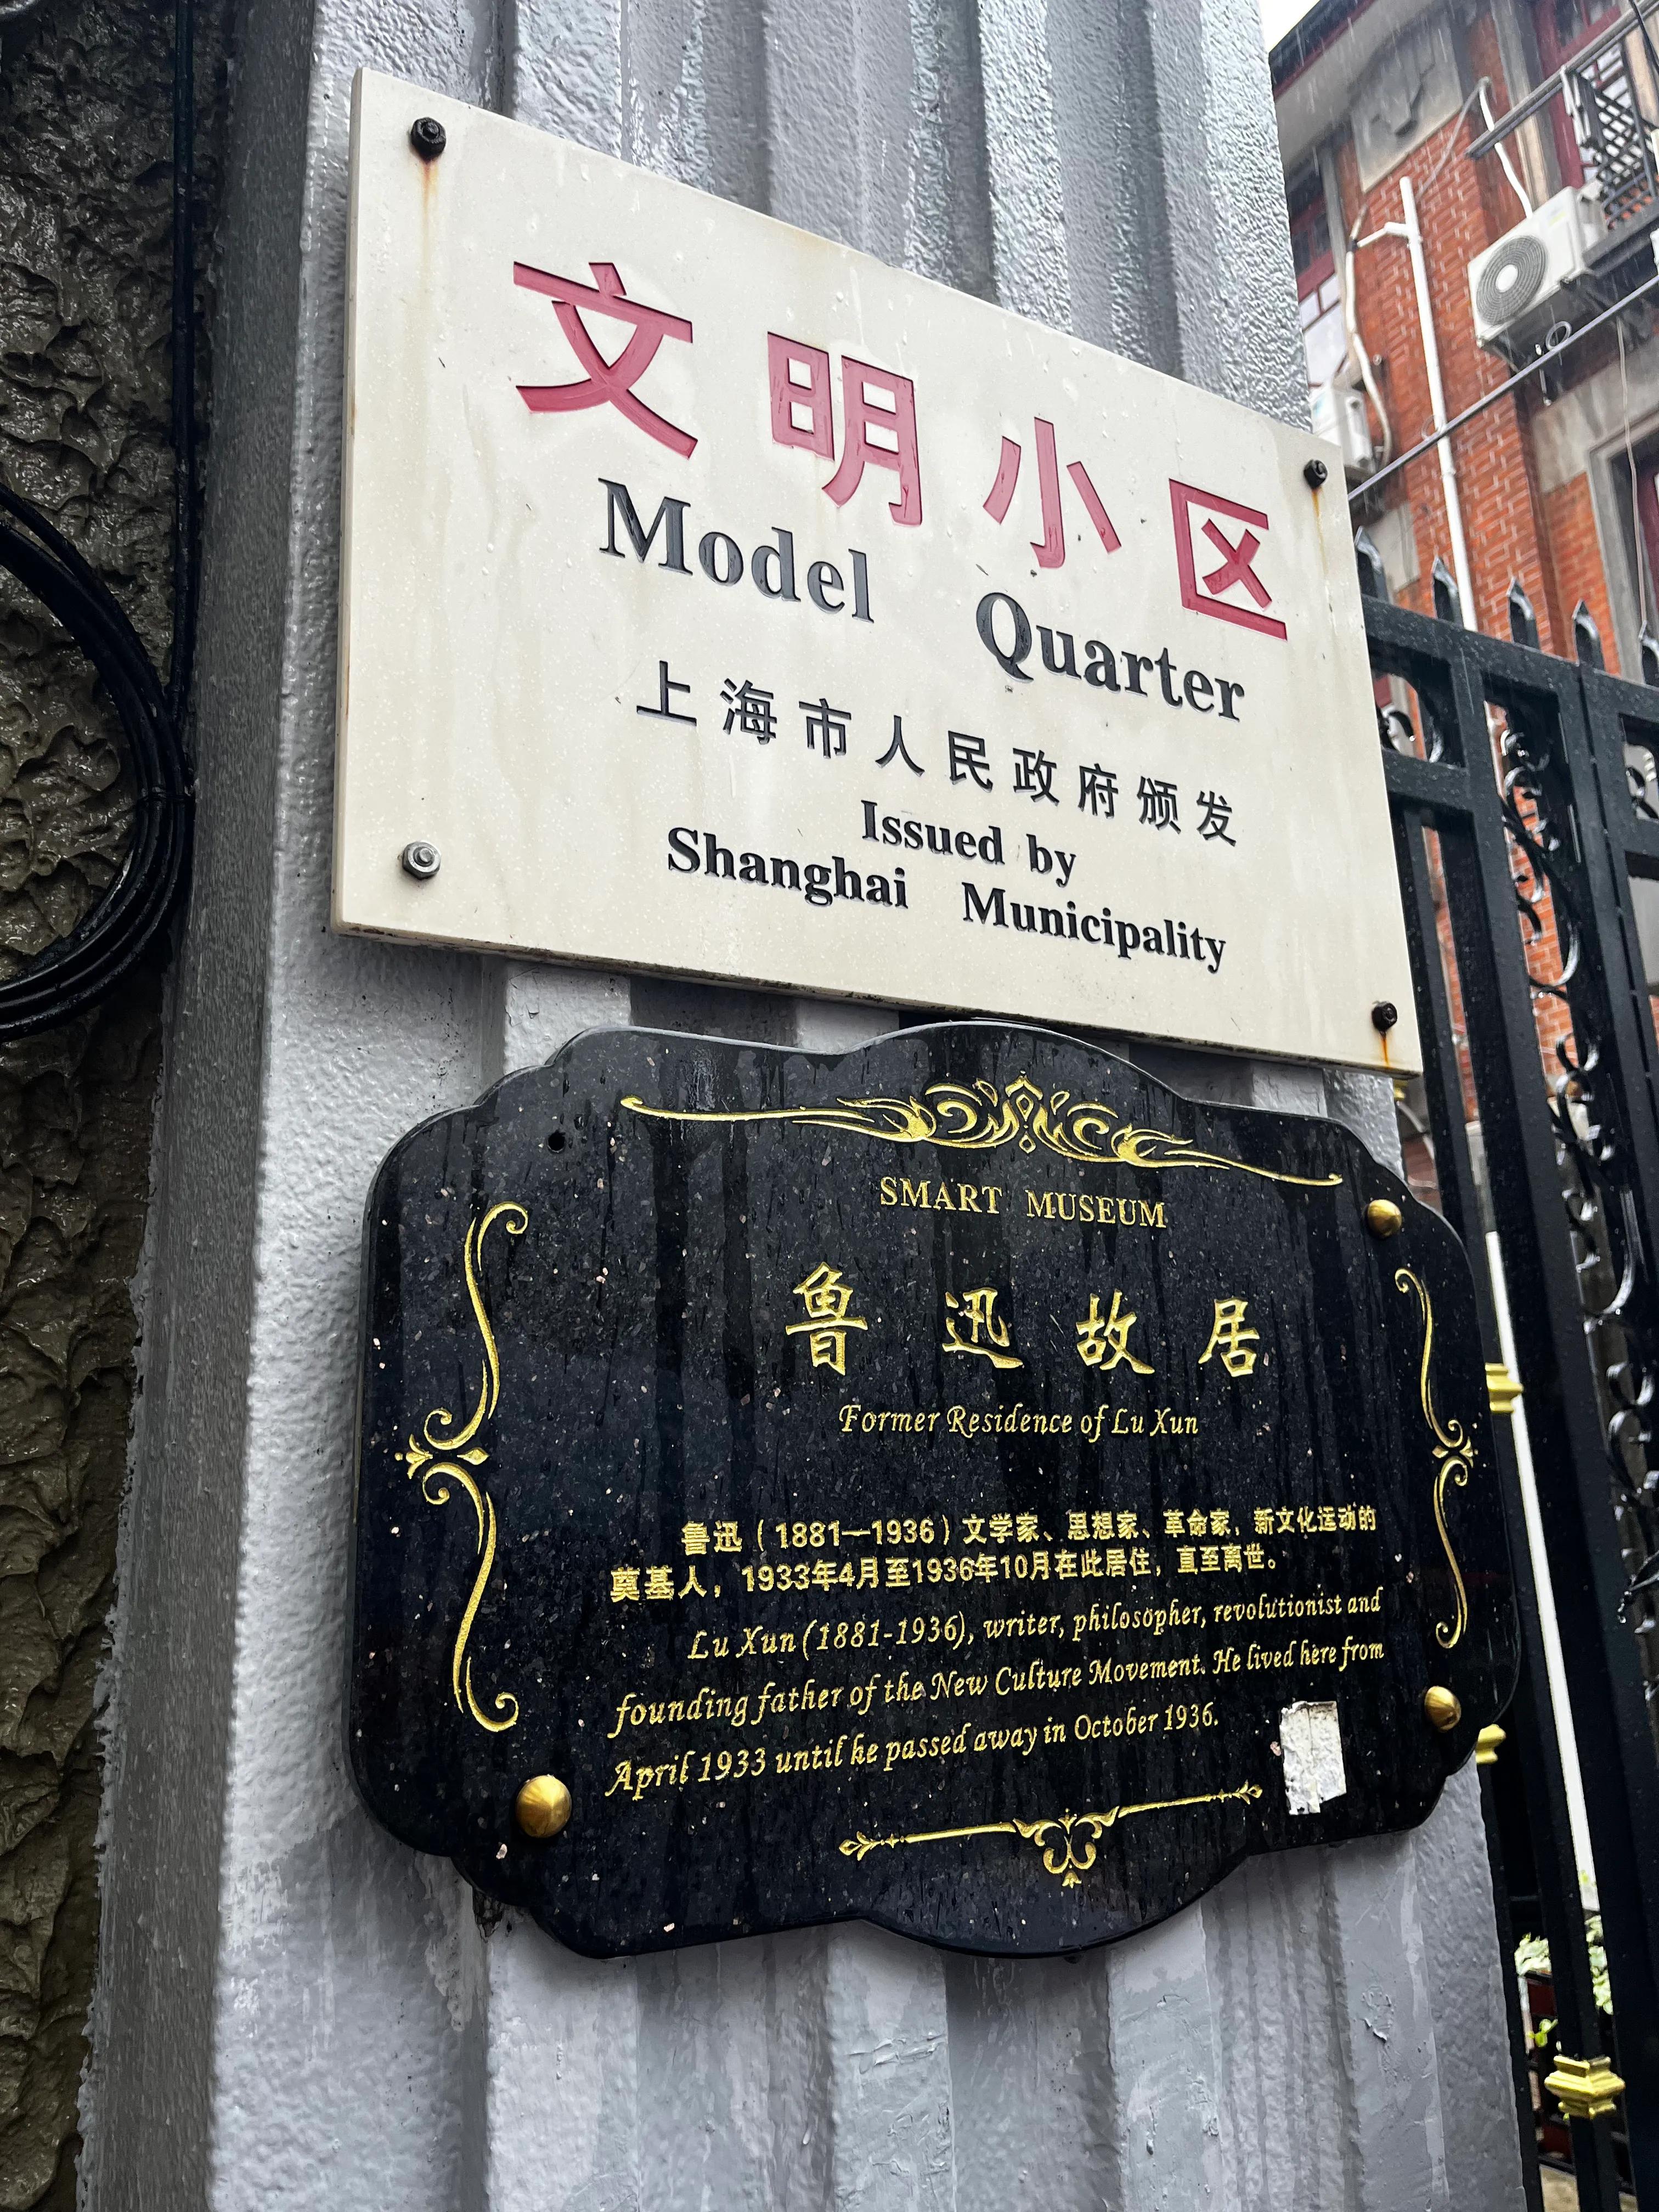 文明小区
Model Quarter
上海市人民政府颁发
Issued by
Shanghai Municipality
SMART MUSEUM
鲁迅故居
Former Residence of Lu Xun
鲁迅（1881—1936）文学家、思想家、革命家，新文化运动的
奠基人，1933年4月至1936年10月在此居住，直至离世。
Lu Xun (1881-1936), writer, philosopher, revolutionist and
founding father of the New Culture Movement. He lived here from
April 1933 until he passed away in October 1936.